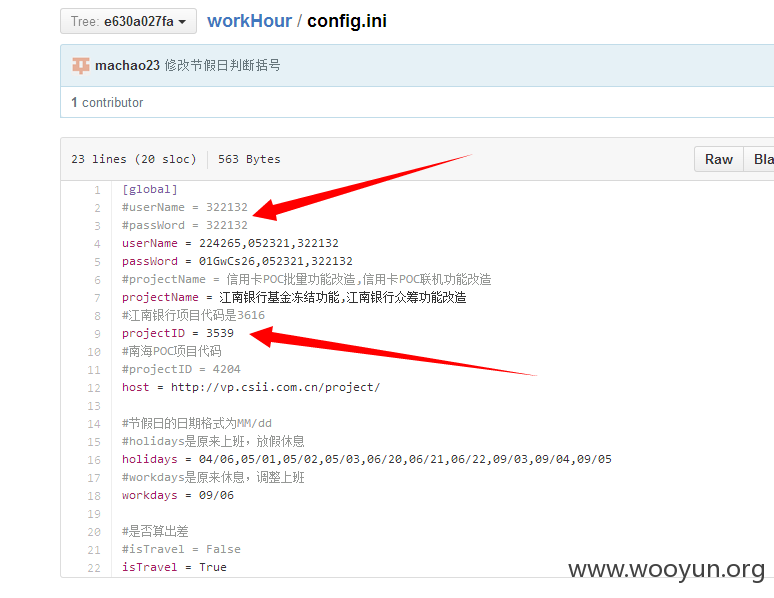 Tree: e630a027fa workHour / config.ini
machao23 修改节假日判断括号
1 contributor
23 lines (20 sloc) 563 Bytes Raw Bla
1 [global]
2 #userName = 322132
3 #passWord = 322132
4 userName = 224265,052321,322132
5 passWord = 01GwCs26,052321,322132
6 #projectName = 信用卡POC批量功能改造,信用卡POC联机功能改造
7 projectName = 江南银行基金冻结功能,江南银行众筹功能改造
8 #江南银行项目代码是3616
9 projectID = 3539
10 #南海POC项目代码
11 #projectID = 4204
12 host = http://vp.csii.com.cn/project/
13
14 #节假日的日期格式为MM/dd
15 #holidays是原来上班，放假休息
16 holidays = 04/06,05/01,05/02,05/03,06/20,06/21,06/22,09/03,09/04,09/05
17 #workdays是原来休息，调整上班
18 workdays = 09/06
19
20 #是否算出差
21 #isTravel = False
22 isTravel = True
www.wooyun.org